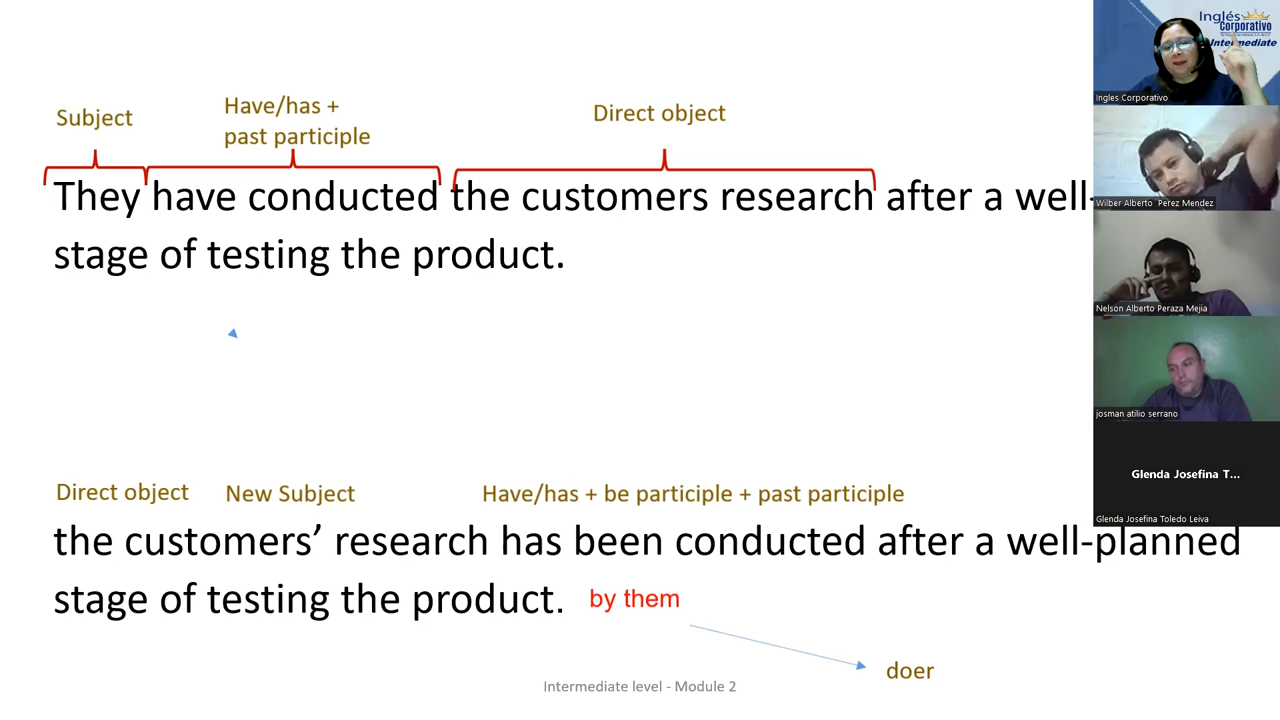 Subject
Have/has +
past participle
Direct object
They have conducted the customers research after a well-
stage of testing the product.
Direct object
New Subject
Have/has + be participle + past participle
the customers’ research has been conducted after a well-planned
stage of testing the product.
by them
doer
Intermediate level - Module 2
Inglés
Corporativo
Intermediate
Ingles Corporativo
Wilber Alberto Perez Mendez
Nelson Alberto Peraza Mejia
josman atilio serrano
Glenda Josefina T...
Glenda Josefina Toledo Leiva